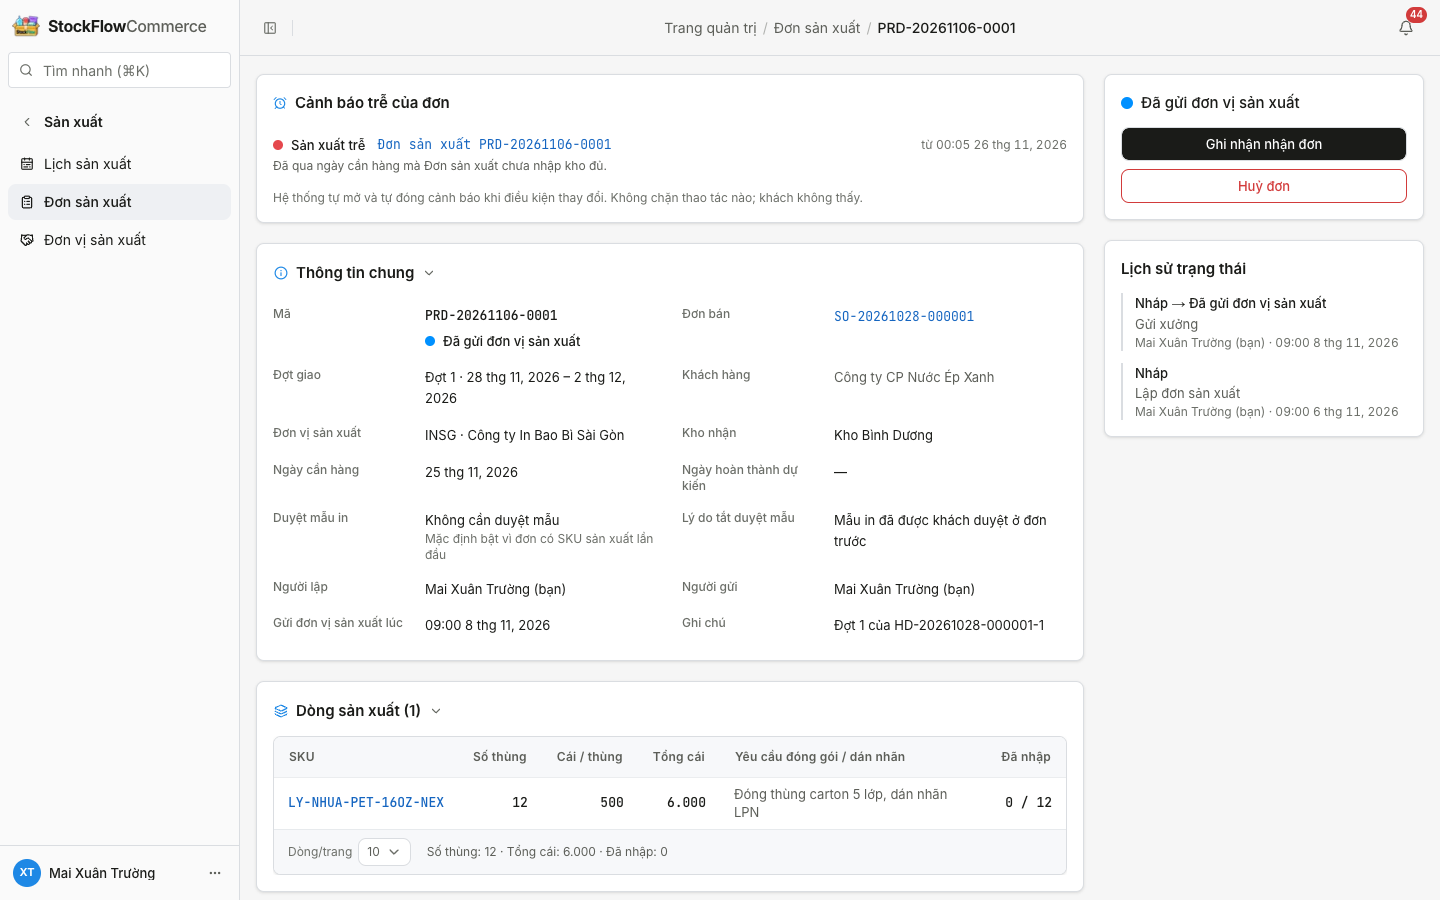 StockFlowCommerce
Tìm nhanh (⌘K)
Sản xuất
Lịch sản xuất
Đơn sản xuất
Đơn vị sản xuất
XT
Mai Xuân Trường
Trang quản trị / Đơn sản xuất / PRD-20261106-0001
44
Cảnh báo trễ của đơn
Sản xuất trễ Đơn sản xuất PRD-20261106-0001 từ 00:05 26 thg 11, 2026
Đã qua ngày cần hàng mà Đơn sản xuất chưa nhập kho đủ.
Hệ thống tự mở và tự đóng cảnh báo khi điều kiện thay đổi. Không chặn thao tác nào; khách không thấy.
Thông tin chung
Mã PRD-20261106-0001 Đơn bán SO-20261028-000001
Đã gửi đơn vị sản xuất
Đợt giao Đợt 1 · 28 thg 11, 2026 – 2 thg 12, Khách hàng Công ty CP Nước Ép Xanh
2026
Đơn vị sản xuất INSG · Công ty In Bao Bì Sài Gòn Kho nhận Kho Bình Dương
Ngày cần hàng 25 thg 11, 2026 Ngày hoàn thành dự —
kiến
Duyệt mẫu in Không cần duyệt mẫu Lý do tắt duyệt mẫu Mẫu in đã được khách duyệt ở đơn
Mặc định bật vì đơn có SKU sản xuất lần trước
đầu
Người lập Mai Xuân Trường (bạn) Người gửi Mai Xuân Trường (bạn)
Gửi đơn vị sản xuất lúc 09:00 8 thg 11, 2026 Ghi chú Đợt 1 của HD-20261028-000001-1
Dòng sản xuất (1)
SKU Số thùng Cái / thùng Tổng cái Yêu cầu đóng gói / dán nhãn Đã nhập
LY-NHUA-PET-16OZ-NEX 12 500 6.000 Đóng thùng carton 5 lớp, dán nhãn 0 / 12
LPN
Dòng/trang 10 Số thùng: 12 · Tổng cái: 6.000 · Đã nhập: 0
Đã gửi đơn vị sản xuất
Ghi nhận nhận đơn
Huỷ đơn
Lịch sử trạng thái
Nháp → Đã gửi đơn vị sản xuất
Gửi xưởng
Mai Xuân Trường (bạn) · 09:00 8 thg 11, 2026
Nháp
Lập đơn sản xuất
Mai Xuân Trường (bạn) · 09:00 6 thg 11, 2026